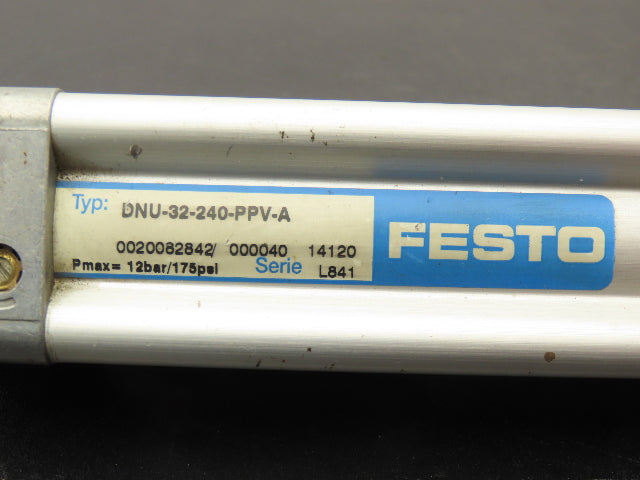 Typ: DNU-32-240-PPV-A
0020082842/ 000040 14120
Pmax= 12bar/175psi Serie L841
FESTO